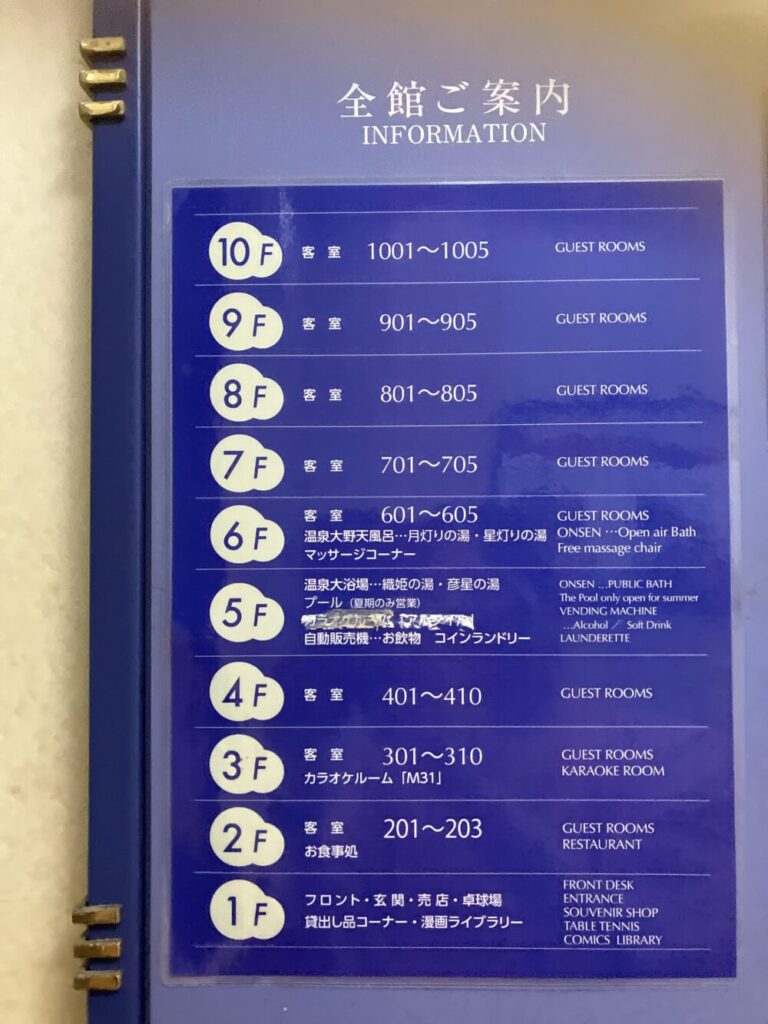 全館ご案内
INFORMATION
10F 客室 1001〜1005 GUEST ROOMS
9F 客室 901〜905 GUEST ROOMS
8F 客室 801〜805 GUEST ROOMS
7F 客室 701〜705 GUEST ROOMS
6F 客室 601〜605 GUEST ROOMS
温泉大野天風呂…月灯りの湯・星灯りの湯 ONSEN …Open air Bath
マッサージコーナー Free massage chair
5F 温泉大浴場…織姫の湯・彦星の湯 ONSEN …PUBLIC BATH
プール（夏期のみ営業） The Pool only open for summer
VENDING MACHINE
…Alcohol ／ Soft Drink
自動販売機…お飲物 コインランドリー LAUNDERETTE
4F 客室 401〜410 GUEST ROOMS
3F 客室 301〜310 GUEST ROOMS
カラオケルーム「M31」 KARAOKE ROOM
2F 客室 201〜203 GUEST ROOMS
お食事処 RESTAURANT
1F フロント・玄関・売店・卓球場
貸出し品コーナー・漫画ライブラリー
FRONT DESK
ENTRANCE
SOUVENIR SHOP
TABLE TENNIS
COMICS LIBRARY